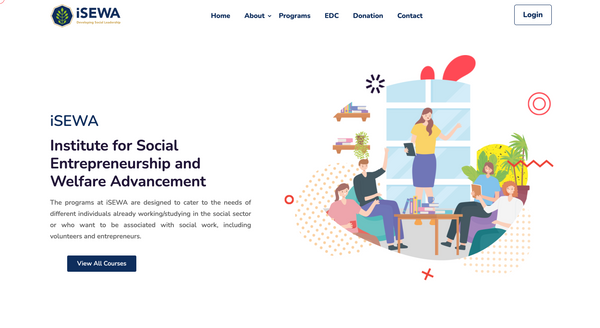 iSEWA
Developing Social Leadership
Home About Programs EDC Donation Contact
Login
iSEWA
Institute for Social
Entrepreneurship and
Welfare Advancement
The programs at iSEWA are designed to cater to the needs of
different individuals already working/studying in the social sector
or who want to be associated with social work, including
volunteers and entrepreneurs.
View All Courses